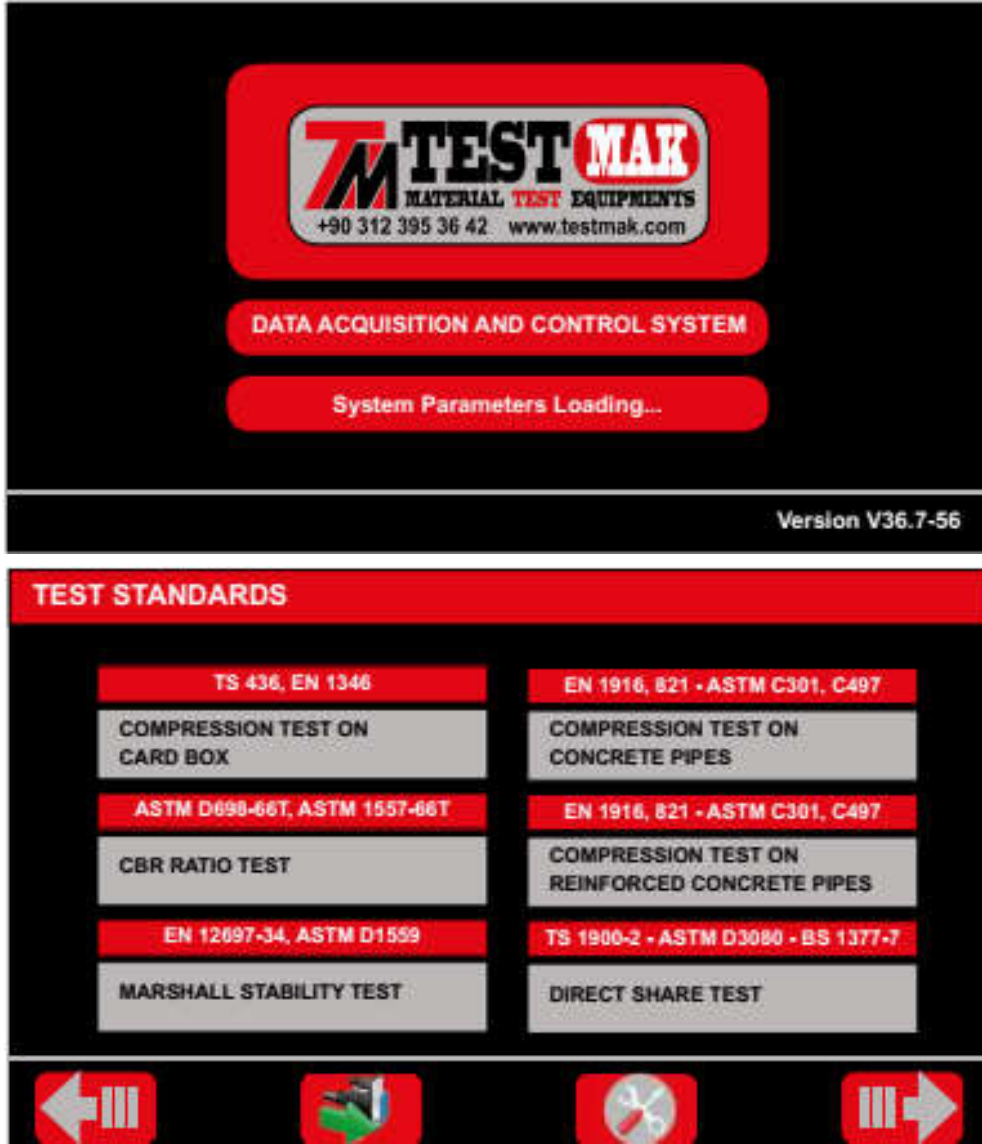 TM TEST MAK
MATERIAL TEST EQUIPMENTS
+90 312 395 36 42 www.testmak.com
DATA ACQUISITION AND CONTROL SYSTEM
System Parameters Loading...
Version V36.7-56
TEST STANDARDS
TS 436, EN 1346
COMPRESSION TEST ON
CARD BOX
EN 1916, 821 - ASTM C301, C497
COMPRESSION TEST ON
CONCRETE PIPES
ASTM D698-66T, ASTM 1557-66T
CBR RATIO TEST
EN 1916, 821 - ASTM C301, C497
COMPRESSION TEST ON
REINFORCED CONCRETE PIPES
EN 12697-34, ASTM D1559
MARSHALL STABILITY TEST
TS 1900-2 - ASTM D3080 - BS 1377-7
DIRECT SHARE TEST